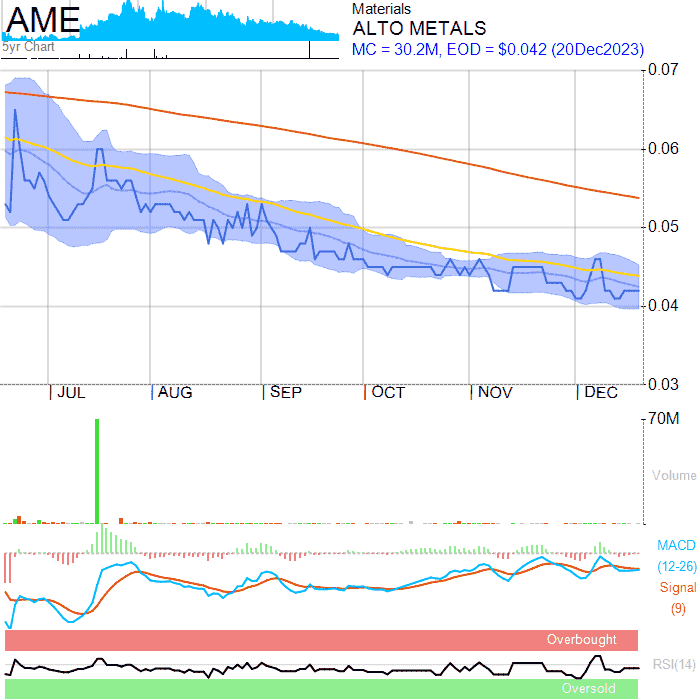 AME
5yr Chart
Materials
ALTO METALS
MC = 30.2M, EOD = $0.042 (20Dec2023)
0.07
0.06
0.05
0.04
0.03
JUL AUG SEP OCT NOV DEC
70M
Volume
MACD
(12-26)
Signal
(9)
Overbought
RSI(14)
Oversold